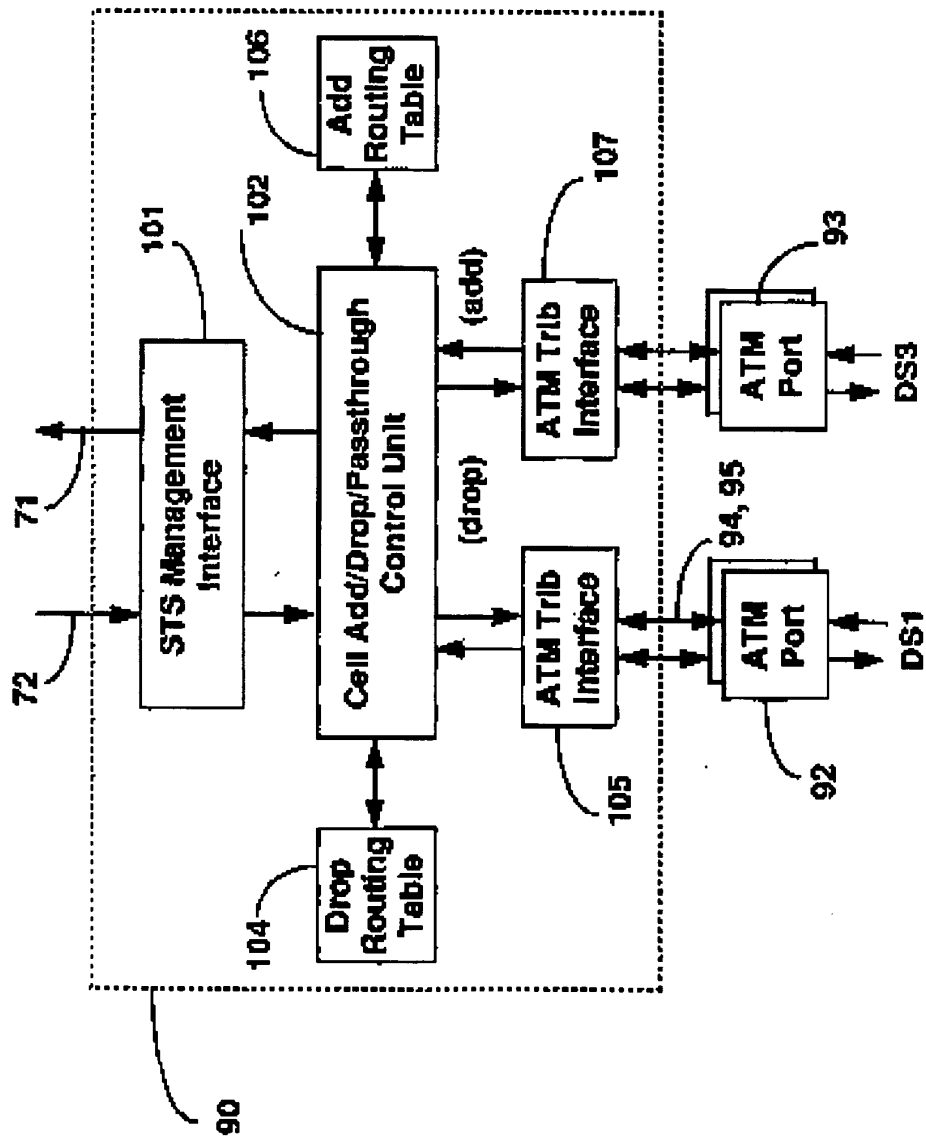 72
71
101
STS Management
Interface
102
106
Cell Add/Drop/Passthrough
Control Unit
104
Drop
Routing
Table
Add
Routing
Table
(drop)
(add)
105
ATM Trib
Interface
ATM Trib
Interface
107
90
94, 95
92
ATM
Port
ATM
Port
93
DS1
DS3